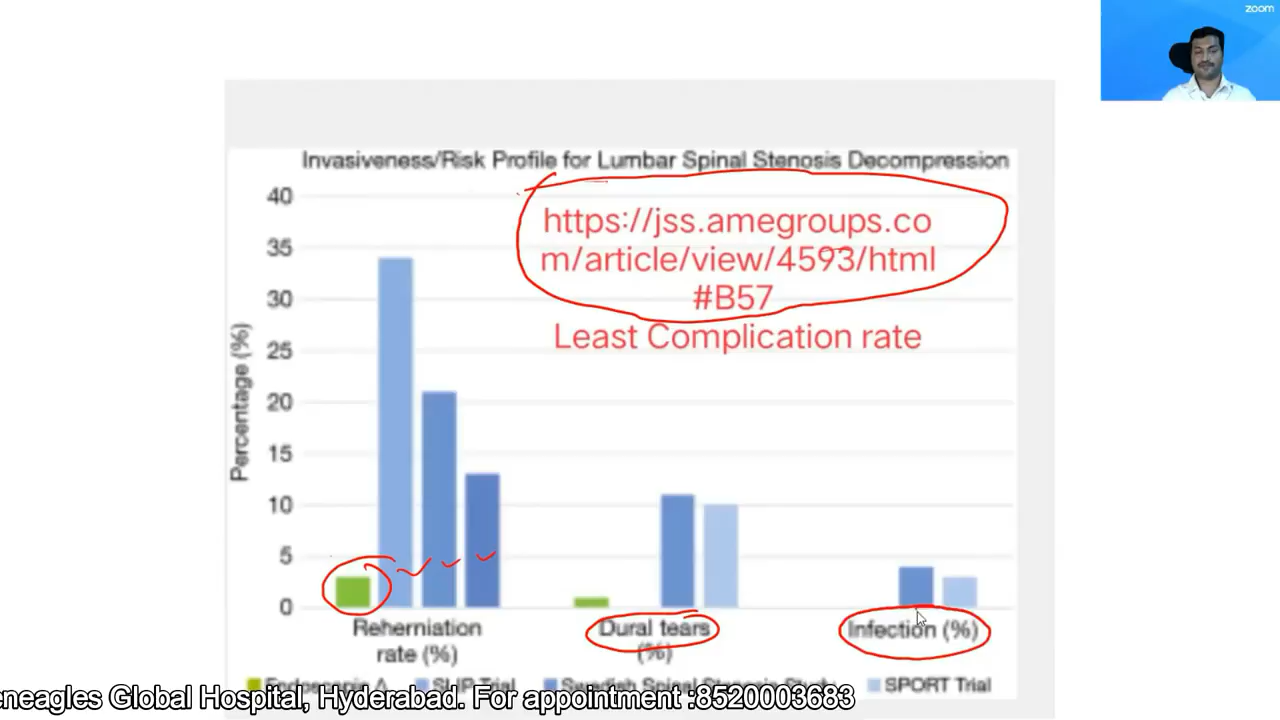 zoom
Invasiveness/Risk Profile for Lumbar Spinal Stenosis Decompression
40
35
30
25
20
15
10
5
0
Percentage (%)
https://jss.amegroups.co
m/article/view/4593/html
#B57
Least Complication rate
Reherniation
rate (%)
Dural tears
(%)
Infection (%)
SPORT Trial
Global Hospital, Hyderabad. For appointment :8520003683